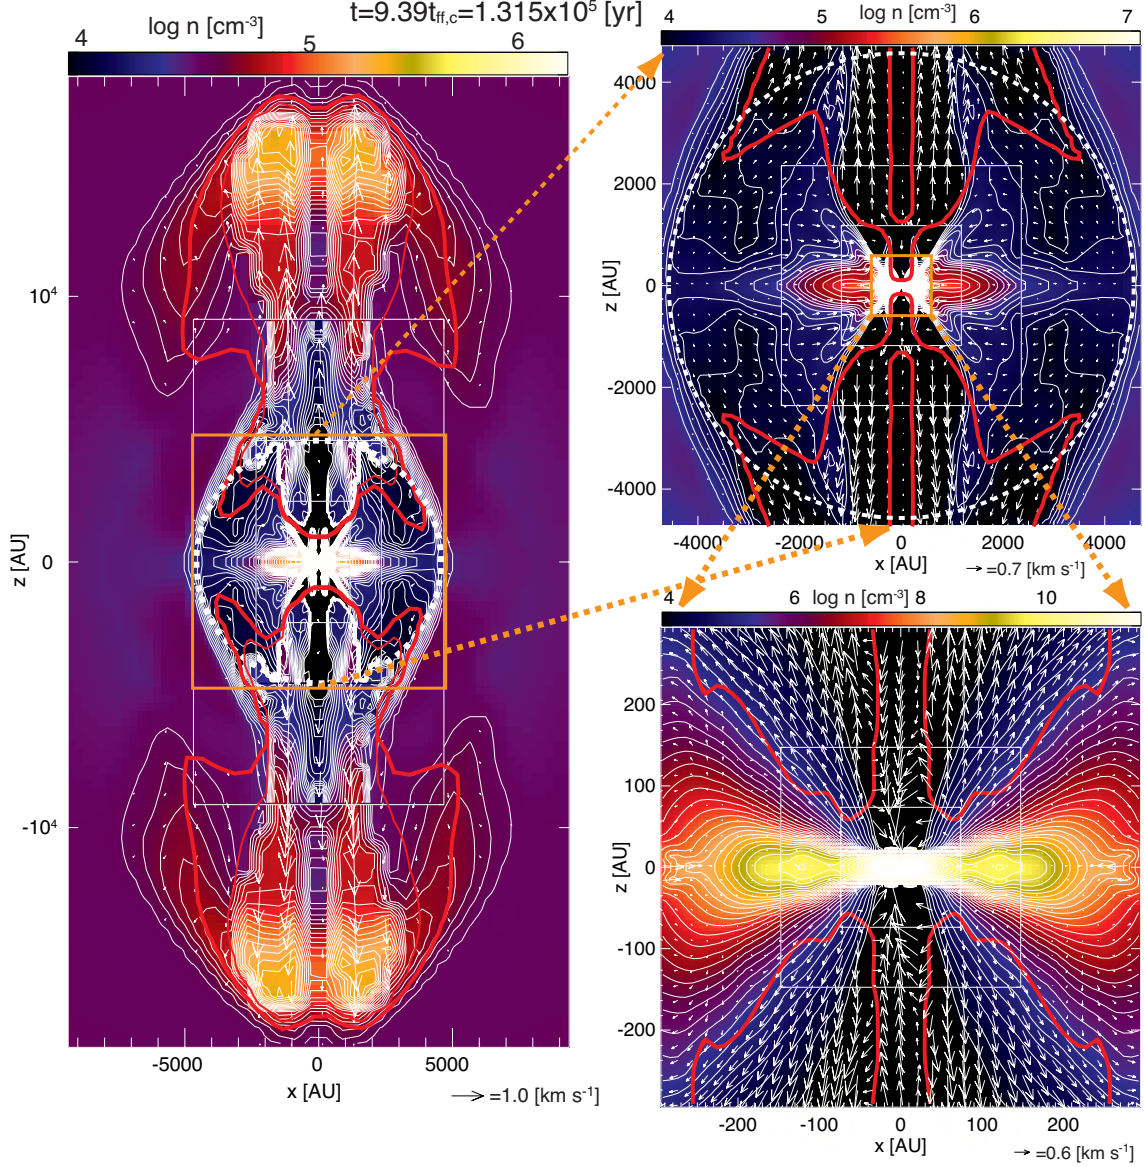 t=9.39t_ff,c=1.315x10^5 [yr]
4 log n [cm^-3] 5 6
10^4
0
-10^4
z [AU]
-5000 0 5000
x [AU]
=1.0 [km s^-1]
4 log n [cm^-3] 5 6 7
4000
2000
0
-2000
-4000
z [AU]
-4000 -2000 0 2000 4000
x [AU]
=0.7 [km s^-1]
4 6 log n [cm^-3] 8 10
200
100
0
-100
-200
z [AU]
-200 -100 0 100 200
x [AU]
=0.6 [km s^-1]